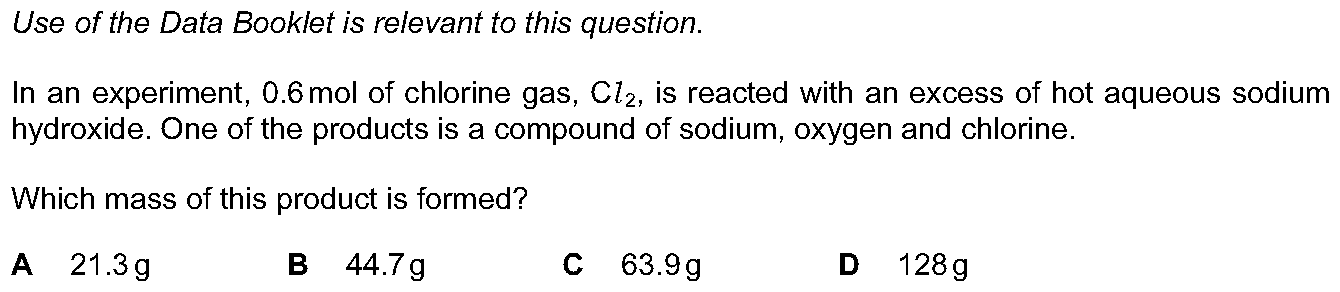 Use of the Data Booklet is relevant to this question.
In an experiment, 0.6 mol of chlorine gas, Cl₂, is reacted with an excess of hot aqueous sodium
hydroxide. One of the products is a compound of sodium, oxygen and chlorine.
Which mass of this product is formed?
A 21.3 g B 44.7 g C 63.9 g D 128 g